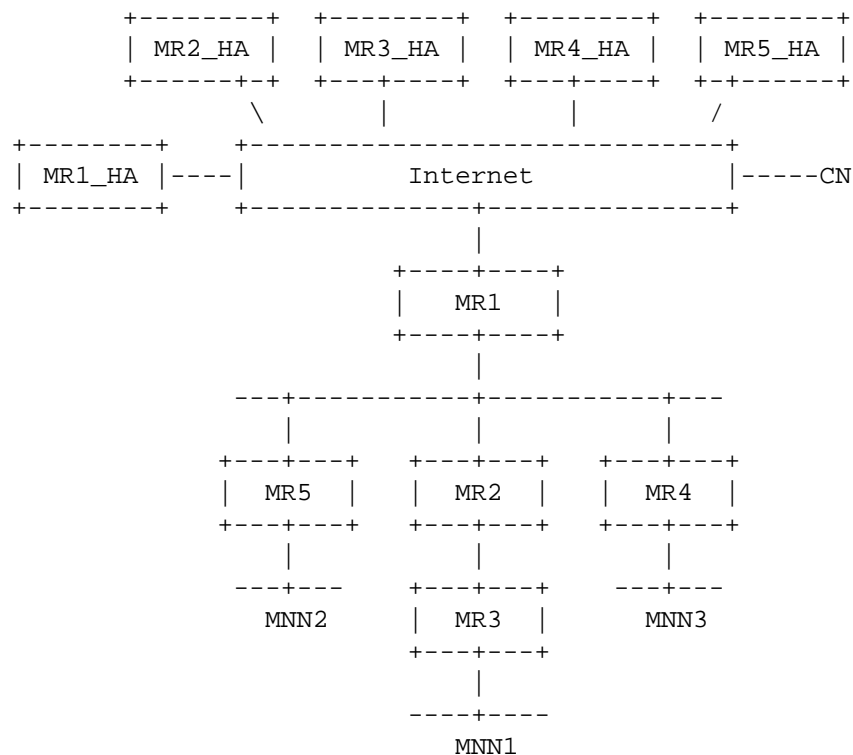 MR2_HA MR3_HA MR4_HA MR5_HA
MR1_HA Internet CN
MR1
MR5 MR2 MR4
MNN2 MR3 MNN3
MNN1